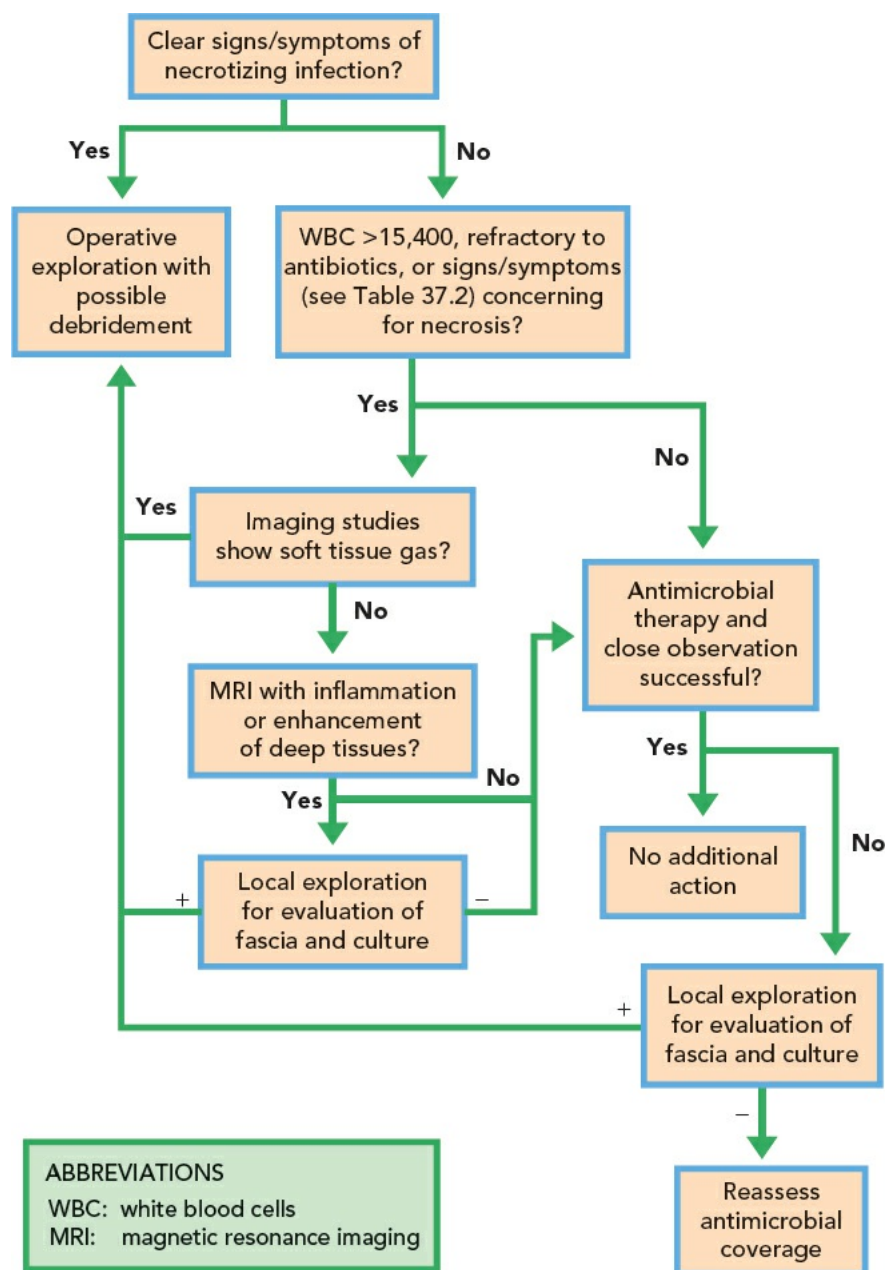 Clear signs/symptoms of
necrotizing infection?
Yes
No
Operative
exploration with
possible
debridement
WBC >15,400, refractory to
antibiotics, or signs/symptoms
(see Table 37.2) concerning
for necrosis?
Yes
No
Yes
Imaging studies
show soft tissue gas?
No
Antimicrobial
therapy and
close observation
successful?
MRI with inflammation
or enhancement
of deep tissues?
No
Yes
Yes
No
No additional
action
+
Local exploration
for evaluation of
fascia and culture
–
+
Local exploration
for evaluation of
fascia and culture
–
Reassess
antimicrobial
coverage
ABBREVIATIONS
WBC: white blood cells
MRI: magnetic resonance imaging